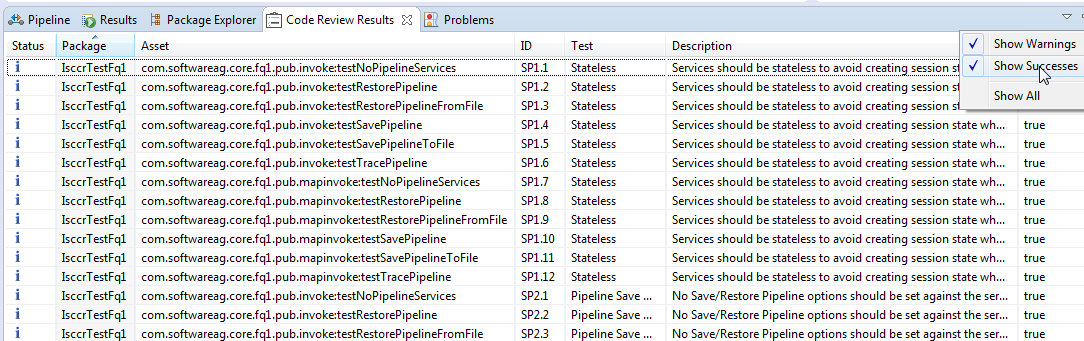 Pipeline Results Package Explorer Code Review Results Problems
Status Package Asset ID Test Description
Show Warnings
Show Successes
Show All
i IsccrTestFq1 com.softwareag.core.fq1.pub.invoke:testNoPipelineServices SP1.1 Stateless Services should be stateless to avoid creating session st
i IsccrTestFq1 com.softwareag.core.fq1.pub.invoke:testRestorePipeline SP1.2 Stateless Services should be stateless to avoid creating session st
i IsccrTestFq1 com.softwareag.core.fq1.pub.invoke:testRestorePipelineFromFile SP1.3 Stateless Services should be stateless to avoid creating session st
i IsccrTestFq1 com.softwareag.core.fq1.pub.invoke:testSavePipeline SP1.4 Stateless Services should be stateless to avoid creating session state wh... true
i IsccrTestFq1 com.softwareag.core.fq1.pub.invoke:testSavePipelineToFile SP1.5 Stateless Services should be stateless to avoid creating session state wh... true
i IsccrTestFq1 com.softwareag.core.fq1.pub.invoke:testTracePipeline SP1.6 Stateless Services should be stateless to avoid creating session state wh... true
i IsccrTestFq1 com.softwareag.core.fq1.pub.mapinvoke:testNoPipelineServices SP1.7 Stateless Services should be stateless to avoid creating session state wh... true
i IsccrTestFq1 com.softwareag.core.fq1.pub.mapinvoke:testRestorePipeline SP1.8 Stateless Services should be stateless to avoid creating session state wh... true
i IsccrTestFq1 com.softwareag.core.fq1.pub.mapinvoke:testRestorePipelineFromFile SP1.9 Stateless Services should be stateless to avoid creating session state wh... true
i IsccrTestFq1 com.softwareag.core.fq1.pub.mapinvoke:testSavePipeline SP1.10 Stateless Services should be stateless to avoid creating session state wh... true
i IsccrTestFq1 com.softwareag.core.fq1.pub.mapinvoke:testSavePipelineToFile SP1.11 Stateless Services should be stateless to avoid creating session state wh... true
i IsccrTestFq1 com.softwareag.core.fq1.pub.mapinvoke:testTracePipeline SP1.12 Stateless Services should be stateless to avoid creating session state wh... true
i IsccrTestFq1 com.softwareag.core.fq1.pub.invoke:testNoPipelineServices SP2.1 Pipeline Save ... No Save/Restore Pipeline options should be set against the ser... true
i IsccrTestFq1 com.softwareag.core.fq1.pub.invoke:testRestorePipeline SP2.2 Pipeline Save ... No Save/Restore Pipeline options should be set against the ser... true
i IsccrTestFq1 com.softwareag.core.fq1.pub.invoke:testRestorePipelineFromFile SP2.3 Pipeline Save ... No Save/Restore Pipeline options should be set against the ser... true